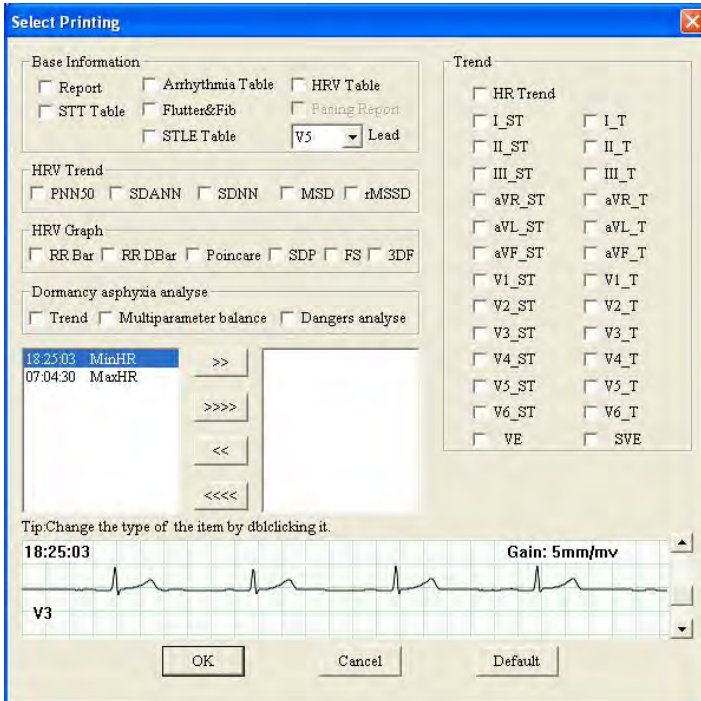 Select Printing
Base Information
Report Arrhythmia Table HRV Table
STT Table Flutter&Fib Pacing Report
STLE Table V5 Lead
HRV Trend
PNN50 SDANN SDNN MSD rMSSD
HRV Graph
RR Bar RR DBar Poincare SDP FS 3DF
Dormancy asphyxia analyse
Trend Multiparameter balance Dangers analyse
18:25:03 MinHR
07:04:30 MaxHR
>>
>>>>
<<
<<<<
Trend
HR Trend
I_ST I_T
II_ST II_T
III_ST III_T
aVR_ST aVR_T
aVL_ST aVL_T
aVF_ST aVF_T
V1_ST V1_T
V2_ST V2_T
V3_ST V3_T
V4_ST V4_T
V5_ST V5_T
V6_ST V6_T
VE SVE
Tip:Change the type of the item by dblclicking it.
18:25:03 Gain: 5mm/mv
V3
OK Cancel Default